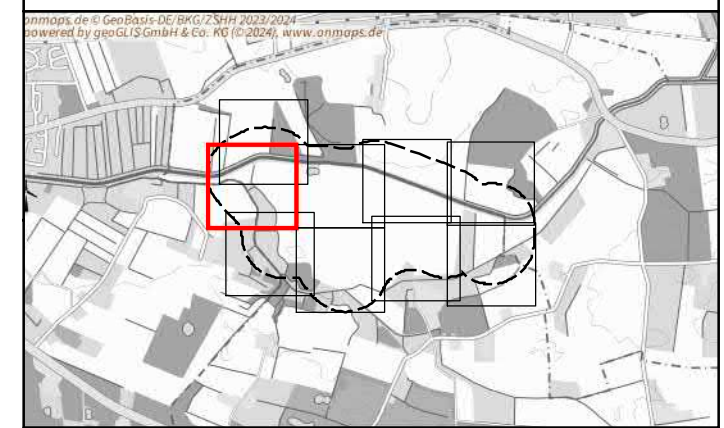 onmaps.de © GeoBasis-DE/BKG/ZSHH 2023/2024
powered by geoGLIS GmbH & Co. KG (©2024), www.onmaps.de